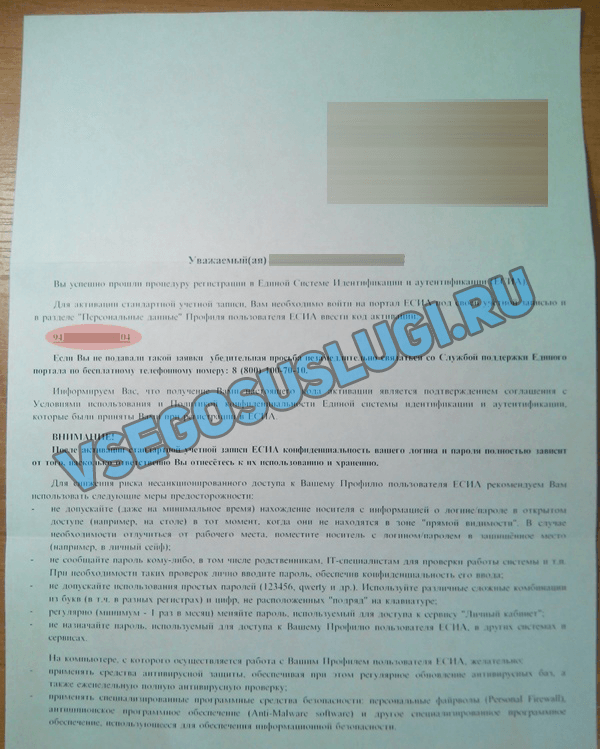 Уважаемый(ая)
Вы успешно прошли процедуру регистрации в Единой Системе Идентификации и аутентификации (ЕСИА).
Для активации стандартной учетной записи, Вам необходимо войти на портал ЕСИА под своей учетной записью и
в разделе "Персональные данные" Профиля пользователя ЕСИА ввести код активации
94 04
Если Вы не подавали такой заявки убедительная просьба незамедлительно связаться со Службой поддержки Единого
портала по бесплатному телефонному номеру: 8 (800) 100-70-10.
Информируем Вас, что получение Вами настоящего кода активации является подтверждением соглашения с
Условиями использования и Политикой конфиденциальности Единой системы идентификации и аутентификации,
которые были приняты Вами при регистрации в ЕСИА.
ВНИМАНИЕ!
После активации стандартной учетной записи ЕСИА конфиденциальность вашего логина и пароли полностью зависит
от того, насколько ответственно Вы отнесётесь к их использованию и хранению.
Для снижения риска несанкционированного доступа к Вашему Профилю пользователя ЕСИА рекомендуем Вам
использовать следующие меры предосторожности:
- не допускайте (даже на минимальное время) нахождение носителя с информацией о логине/пароле в открытом
доступе (например, на столе) в тот момент, когда они не находятся в зоне "прямой видимости". В случае
необходимости отлучиться от рабочего места, поместите носитель с логином/паролем в защищённое место
(например, в личный сейф);
- не сообщайте пароль кому-либо, в том числе родственникам, IT-специалистам для проверки работы системы и т.п.
При необходимости таких проверок лично вводите пароль, обеспечив конфиденциальность его ввода;
- не допускайте использования простых паролей (123456, qwerty и др.). Используйте различные сложные комбинации
из букв (в т.ч. в разных регистрах) и цифр, не расположенных "подряд" на клавиатуре;
- регулярно (минимум - 1 раз в месяц) меняйте пароль, используемый для доступа к сервису "Личный кабинет";
- не назначайте пароль, используемый для доступа к Вашему Профилю пользователя ЕСИА, в других системах и
сервисах.
На компьютере, с которого осуществляется работа с Вашим Профилем пользователя ЕСИА, желательно:
- применять средства антивирусной защиты, обеспечивая при этом регулярное обновление антивирусных баз, а
также еженедельную полную антивирусную проверку;
- применять специализированные программные средства безопасности: персональные файрволы (Personal Firewall),
антишпионское программное обеспечение (Anti-Malware software) и другое специализированное программное
обеспечение, использующееся для обеспечения информационной безопасности.
VSEGOSUSLUGI.RU